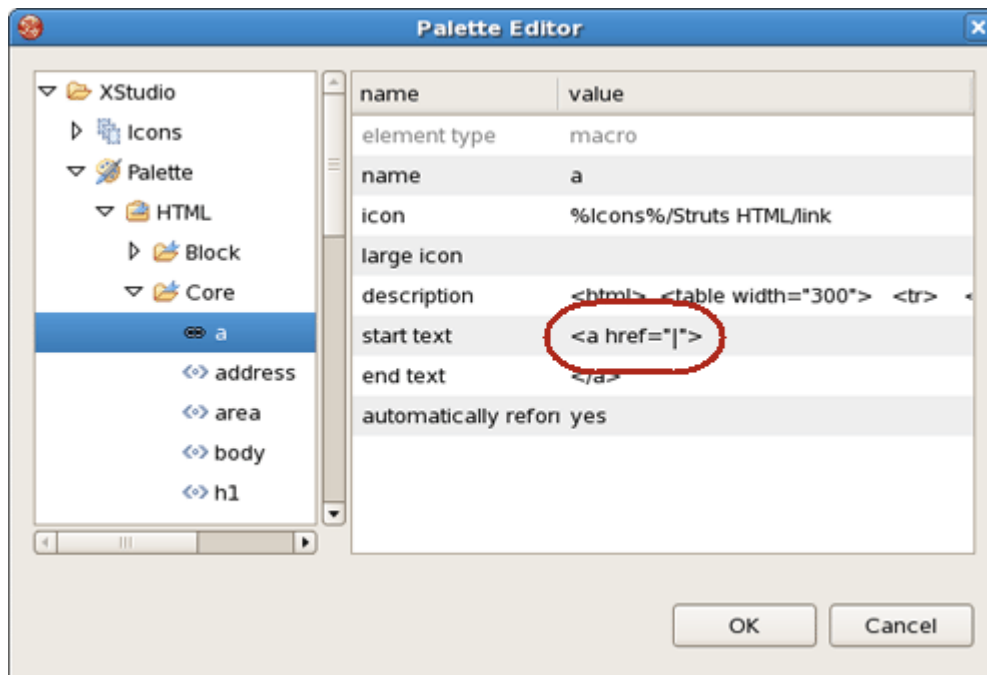 Palette Editor
XStudio
Icons
Palette
HTML
Block
Core
a
address
area
body
h1
name value
element type macro
name a
icon %Icons%/Struts HTML/link
large icon
description <html> <table width="300"> <tr> <
start text <a href="|">
end text </a>
automatically refor yes
OK Cancel